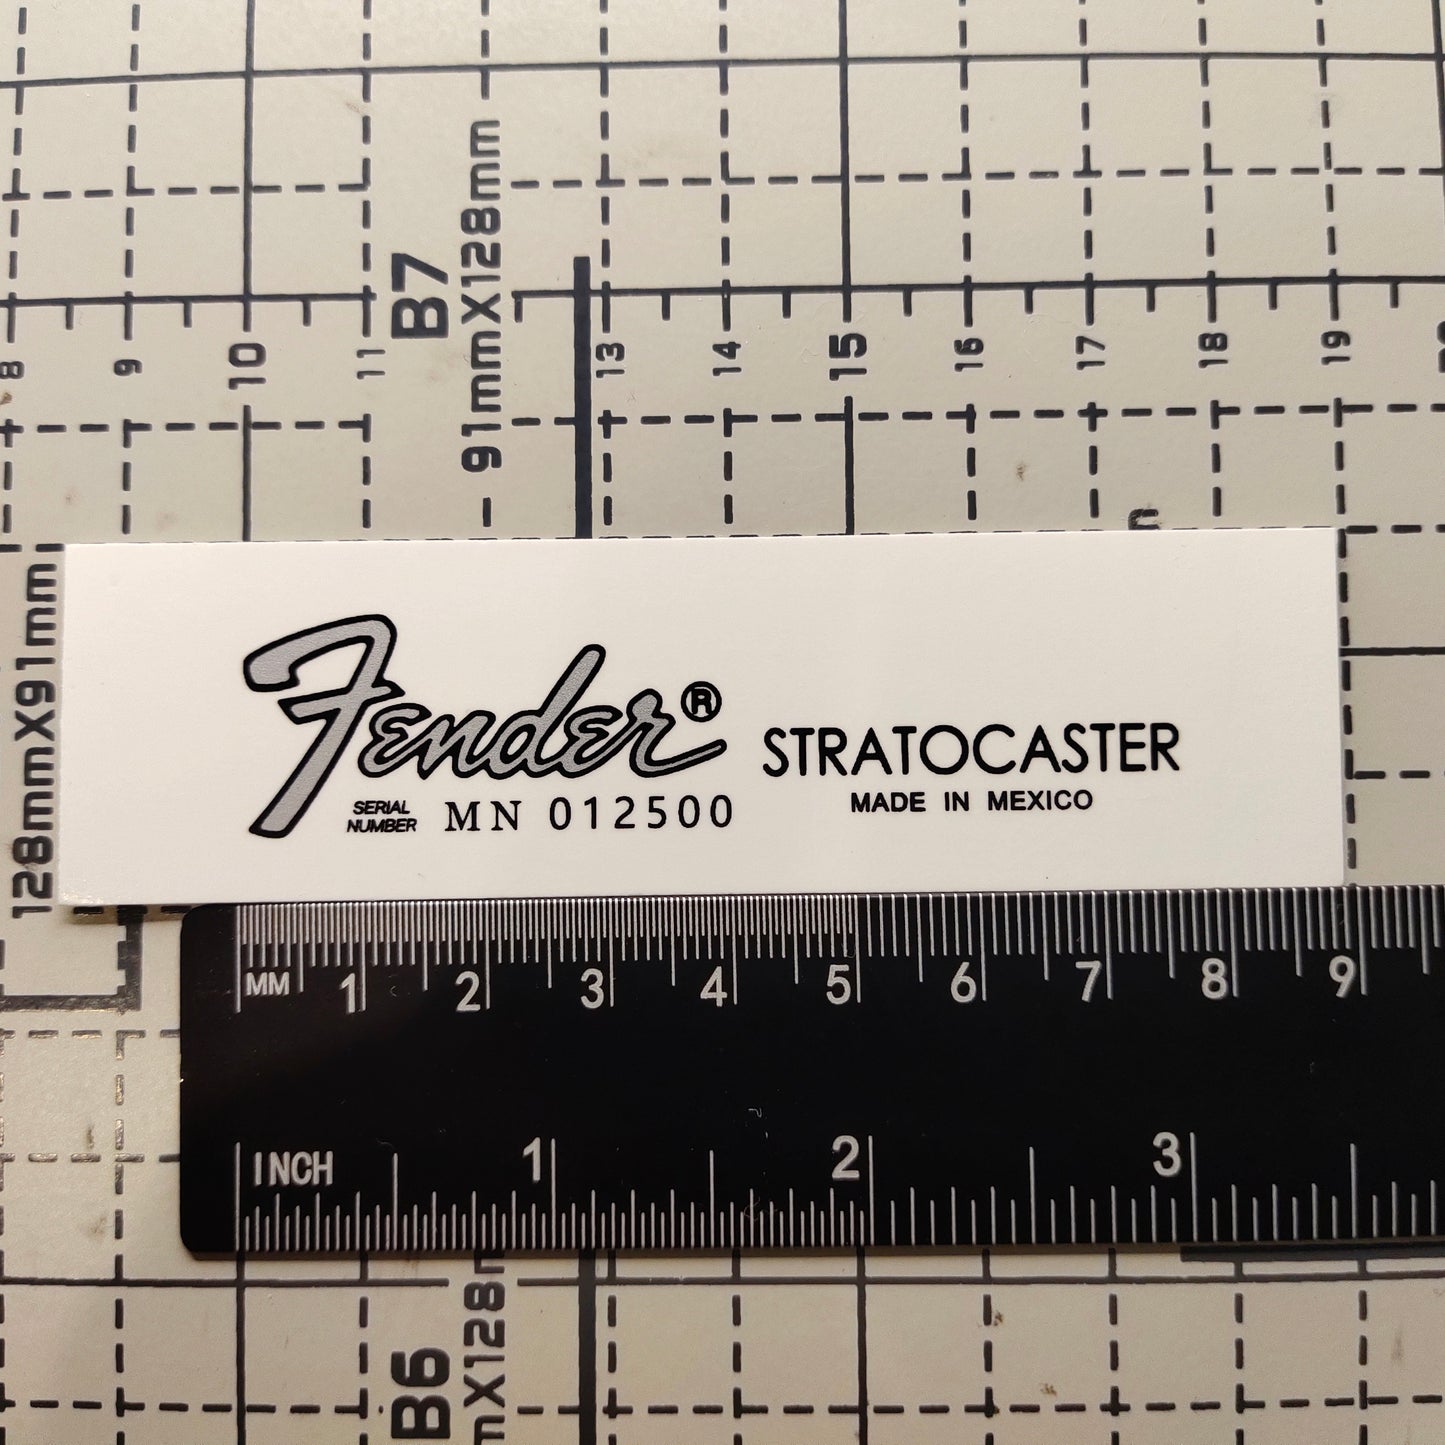 91mmX128mm
B7
8 9 10 11 13 14 15 16 17 18 19
128mmX91mm
Fender® STRATOCASTER
SERIAL NUMBER MN 012500
MADE IN MEXICO
MM 1 2 3 4 5 6 7 8 9
INCH 1 2 3
B6